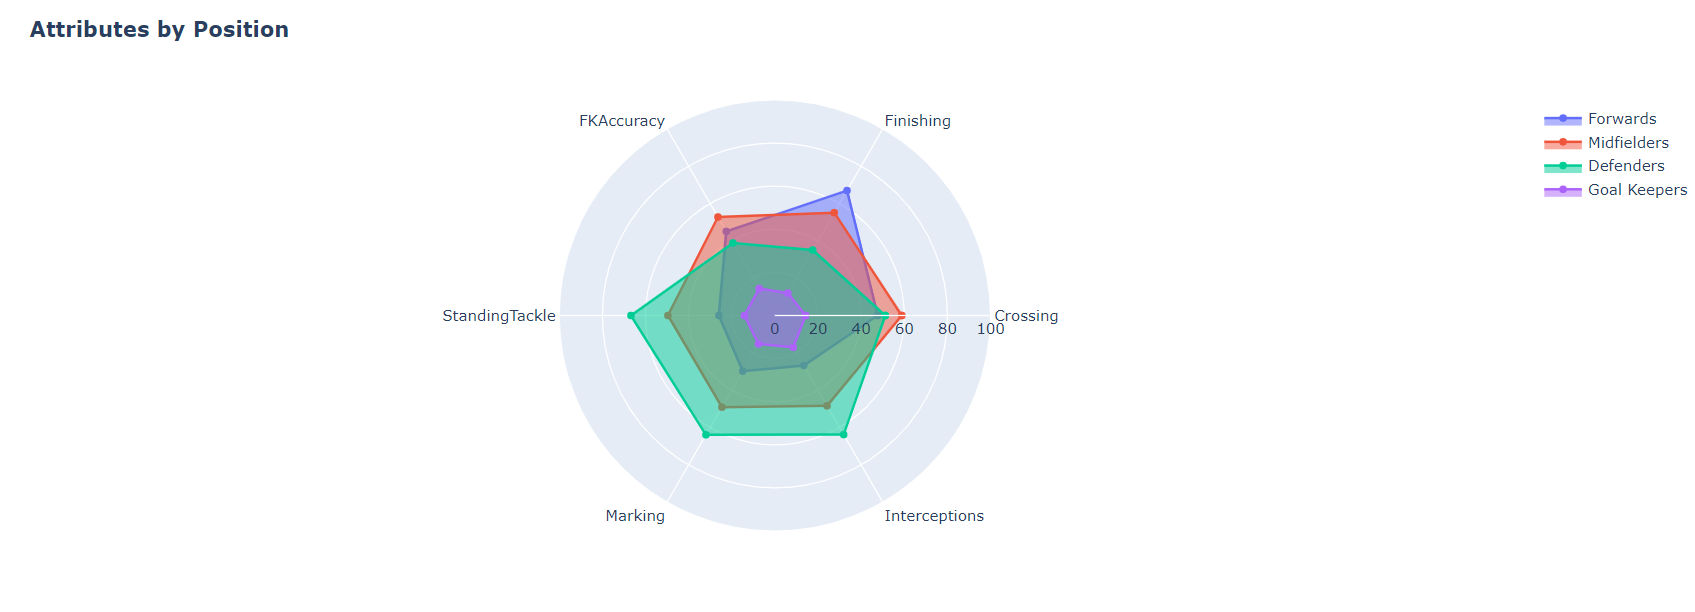 Attributes by Position
FKAccuracy
Finishing
StandingTackle
Crossing
0 20 40 60 80 100
Marking
Interceptions
Forwards
Midfielders
Defenders
Goal Keepers